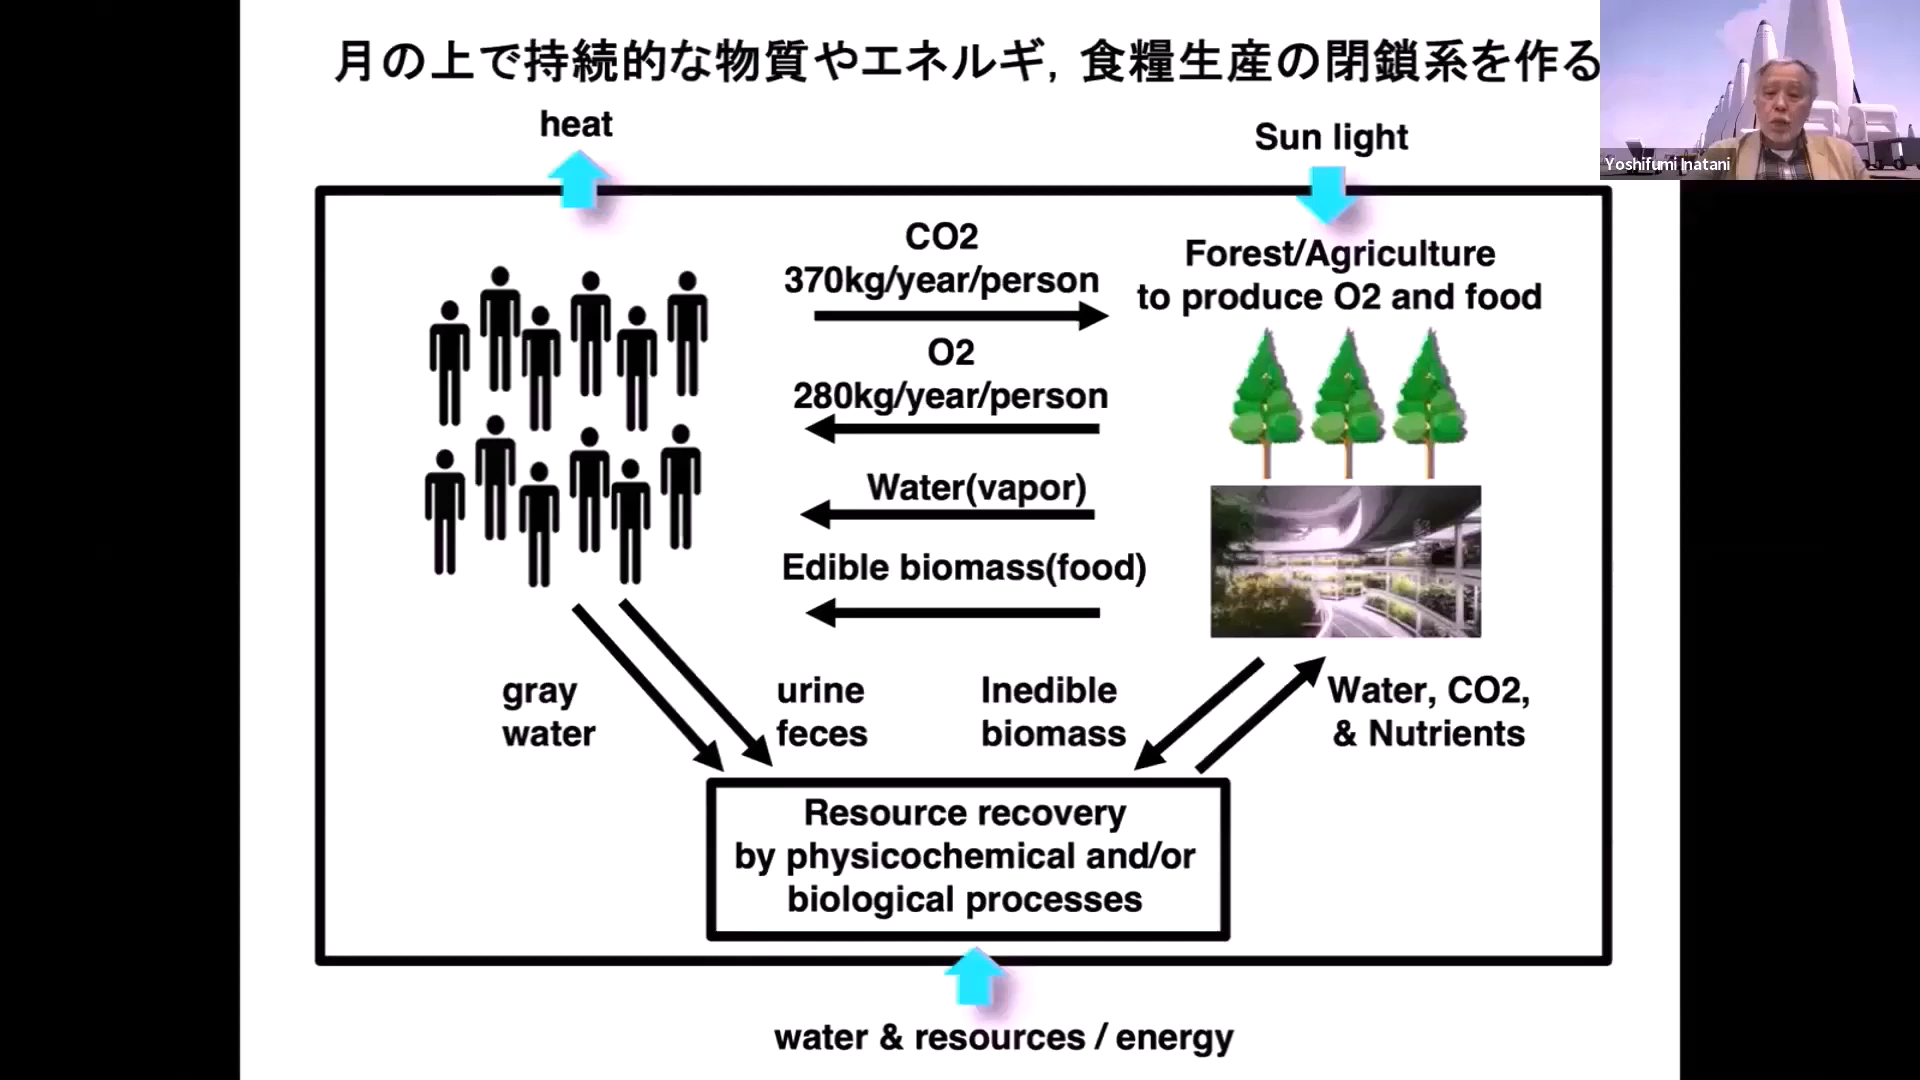 月の上で持続的な物質やエネルギ，食糧生産の閉鎖系を作る
Yoshifumi Inatani
heat
Sun light
CO2
370kg/year/person
Forest/Agriculture
to produce O2 and food
O2
280kg/year/person
Water(vapor)
Edible biomass(food)
gray
water
urine
feces
Inedible
biomass
Water, CO2,
& Nutrients
Resource recovery
by physicochemical and/or
biological processes
water & resources / energy